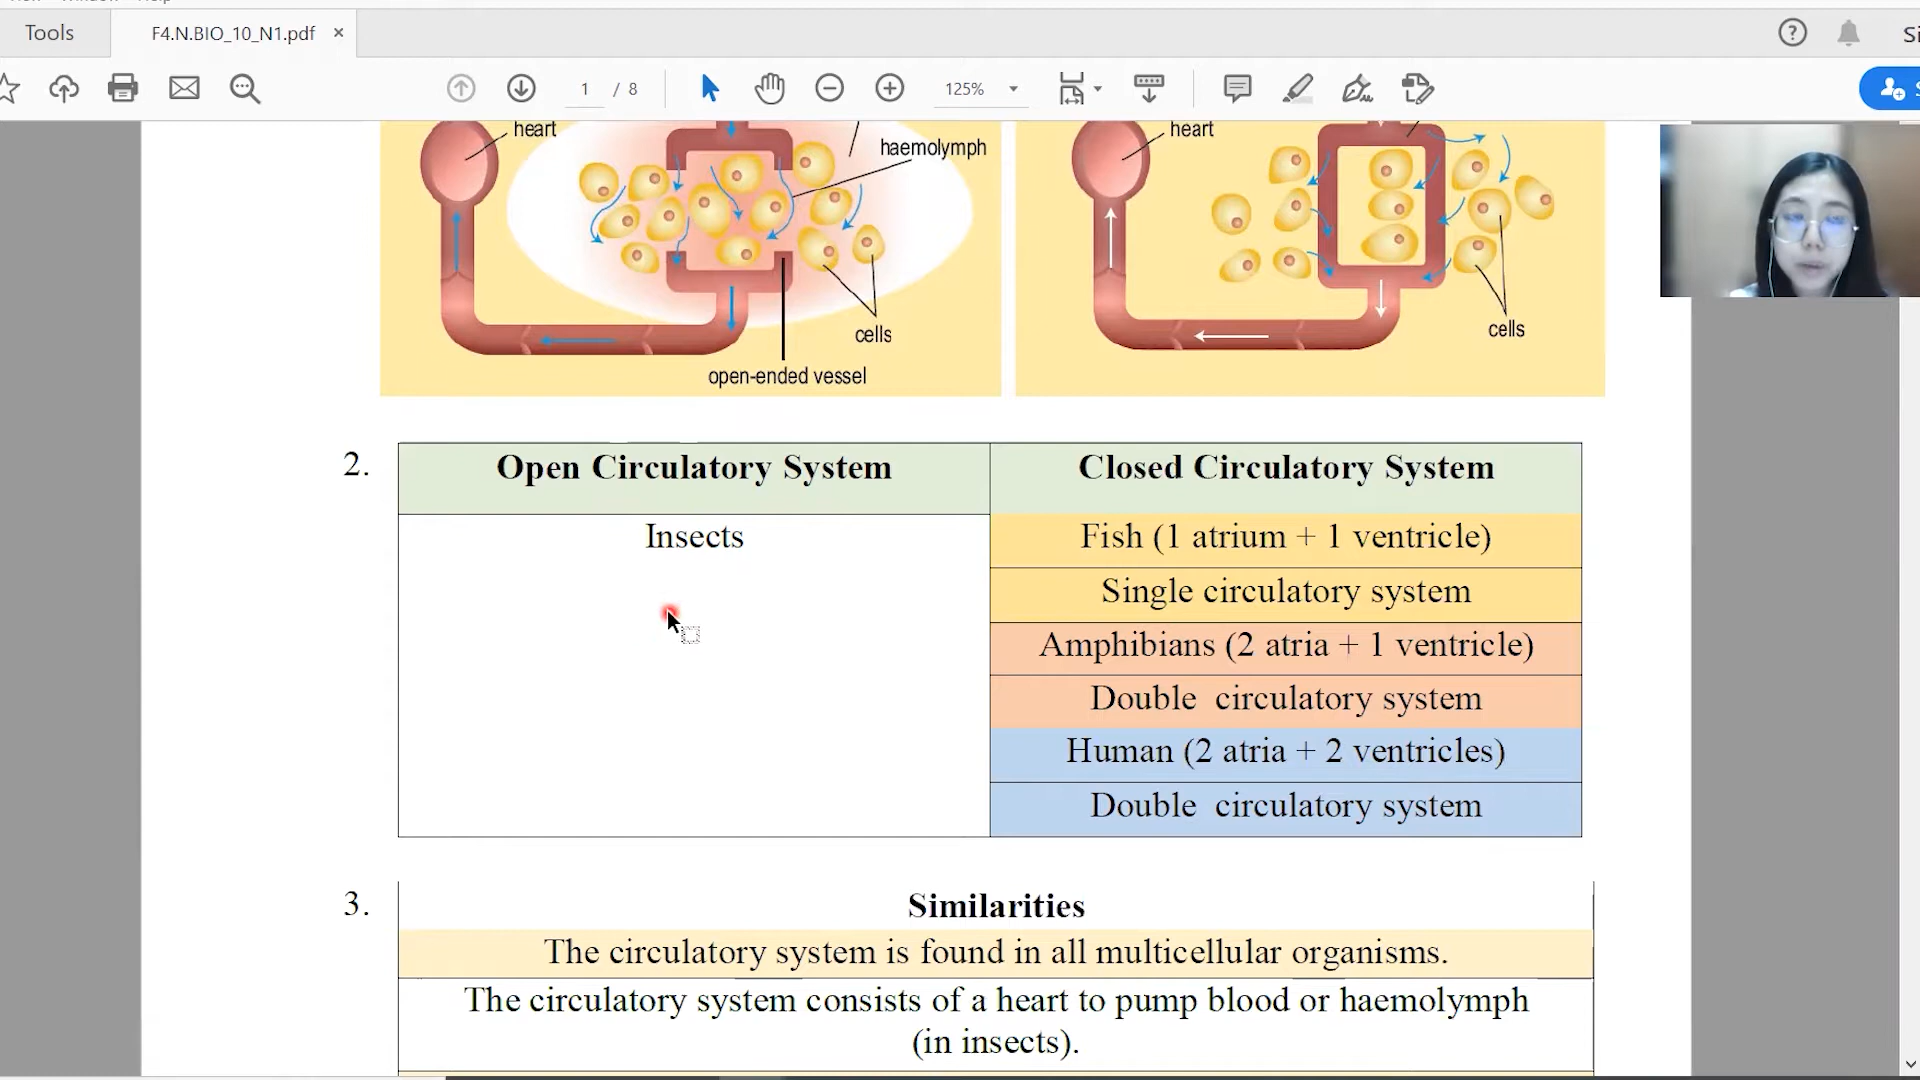 Tools
F4.N.BIO_10_N1.pdf ×
1 / 8
125%
heart
haemolymph
cells
open-ended vessel
heart
cells
2.
Open Circulatory System
Closed Circulatory System
Insects
Fish (1 atrium + 1 ventricle)
Single circulatory system
Amphibians (2 atria + 1 ventricle)
Double circulatory system
Human (2 atria + 2 ventricles)
Double circulatory system
3.
Similarities
The circulatory system is found in all multicellular organisms.
The circulatory system consists of a heart to pump blood or haemolymph
(in insects).